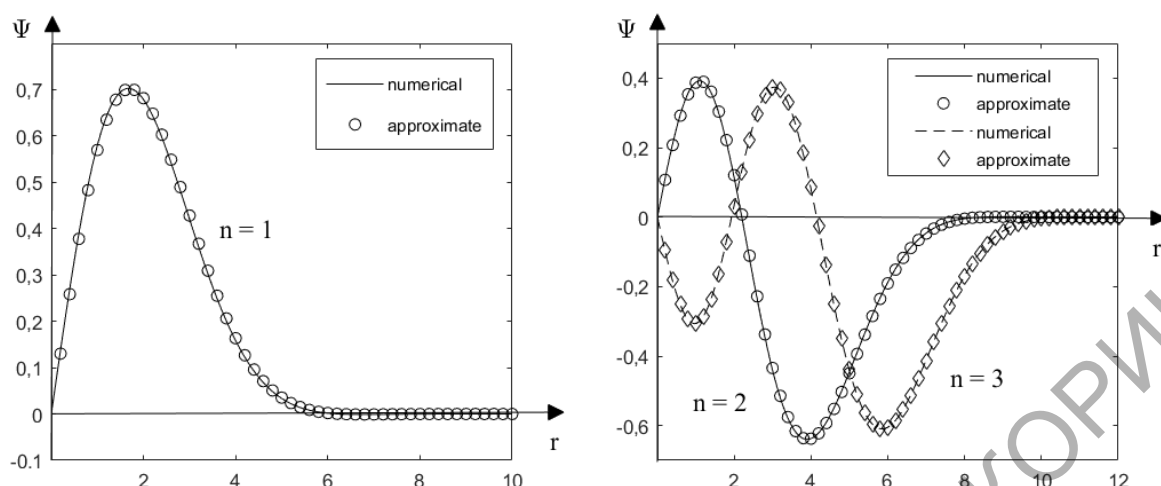 Ψ
0,7
0,6
0,5
0,4
0,3
0,2
0,1
0
-0.1
2
4
6
8
10
r
numerical
approximate
n = 1
Ψ
0,4
0,2
0
-0,2
-0,4
-0,6
2
4
6
8
10
12
r
numerical
approximate
numerical
approximate
n = 2
n = 3
КОРИ